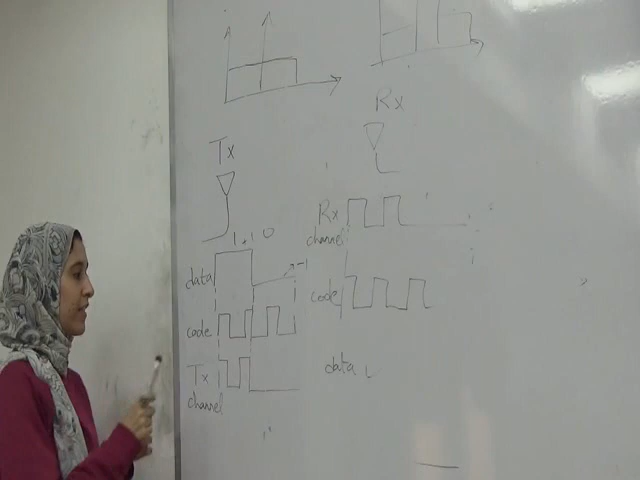 Rx
Tx
Rx
channel
1 0
-1
data
code
code
Tx
channel
data